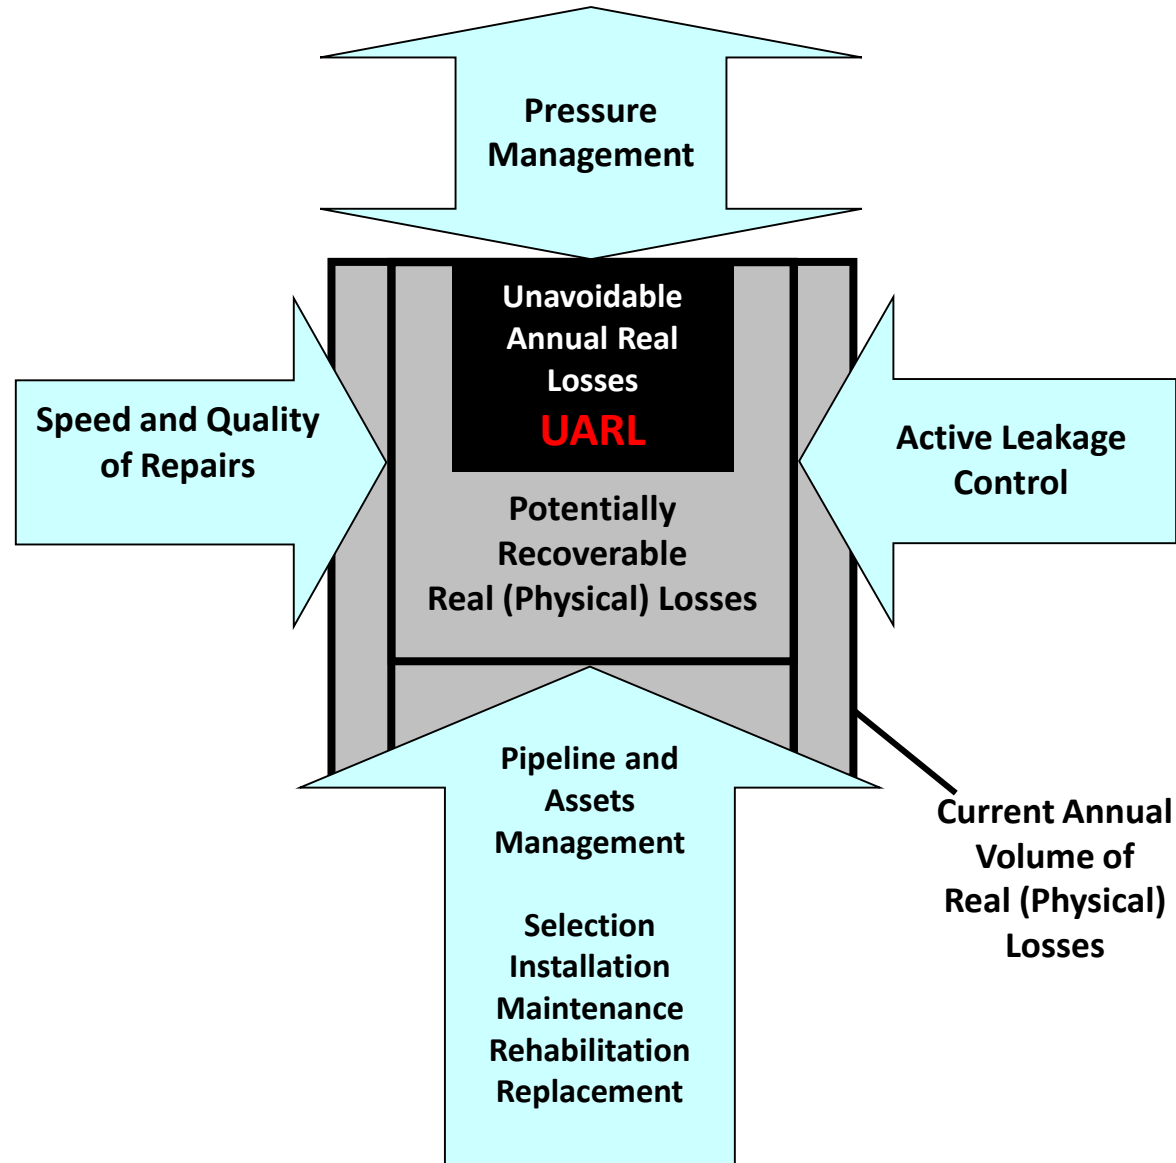 Pressure
Management
Unavoidable
Annual Real
Losses
UARL
Speed and Quality
of Repairs
Active Leakage
Control
Potentially
Recoverable
Real (Physical) Losses
Pipeline and
Assets
Management
Selection
Installation
Maintenance
Rehabilitation
Replacement
Current Annual
Volume of
Real (Physical)
Losses